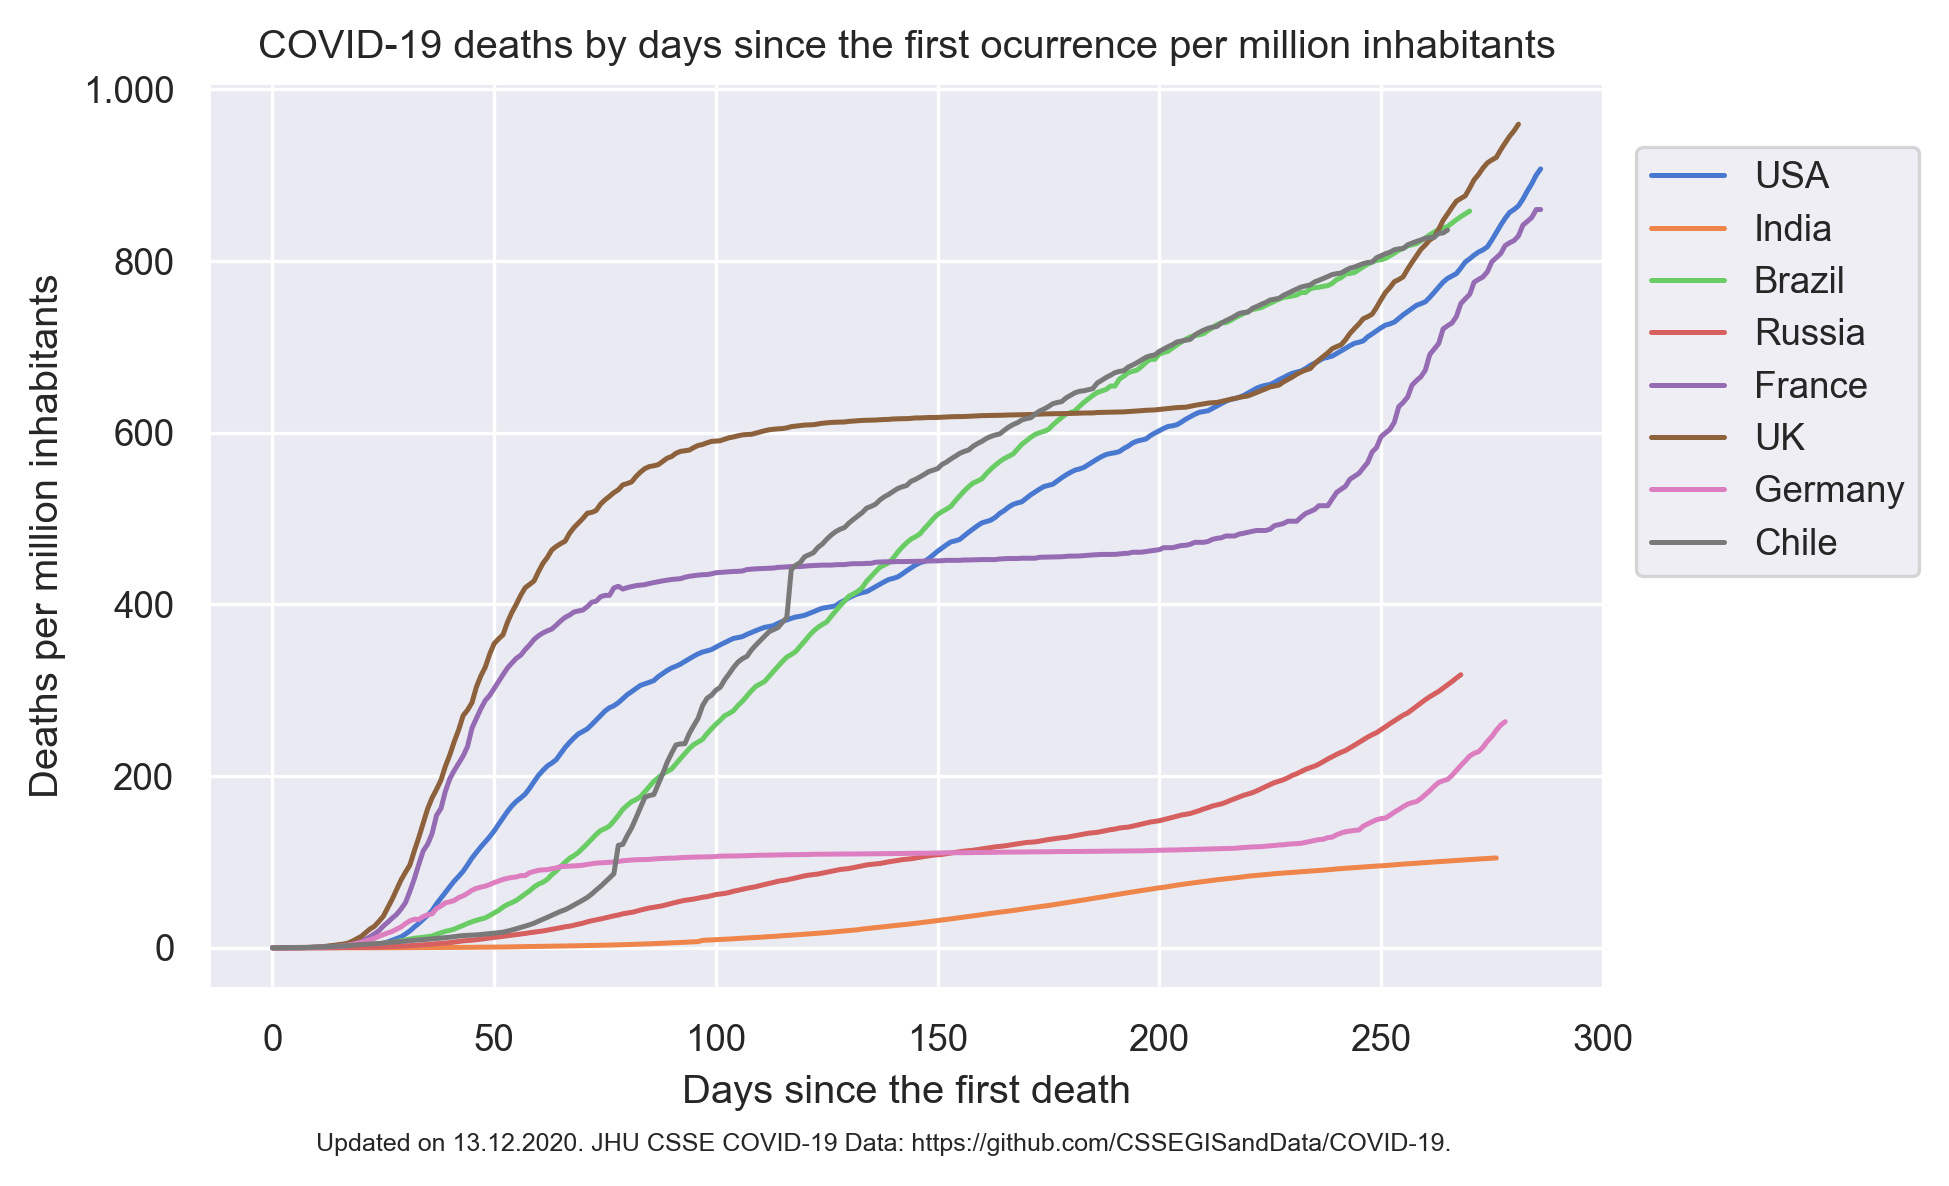 COVID-19 deaths by days since the first ocurrence per million inhabitants
1.000
800
600
400
200
0
Deaths per million inhabitants
0 50 100 150 200 250 300
Days since the first death
USA
India
Brazil
Russia
France
UK
Germany
Chile
Updated on 13.12.2020. JHU CSSE COVID-19 Data: https://github.com/CSSEGISandData/COVID-19.